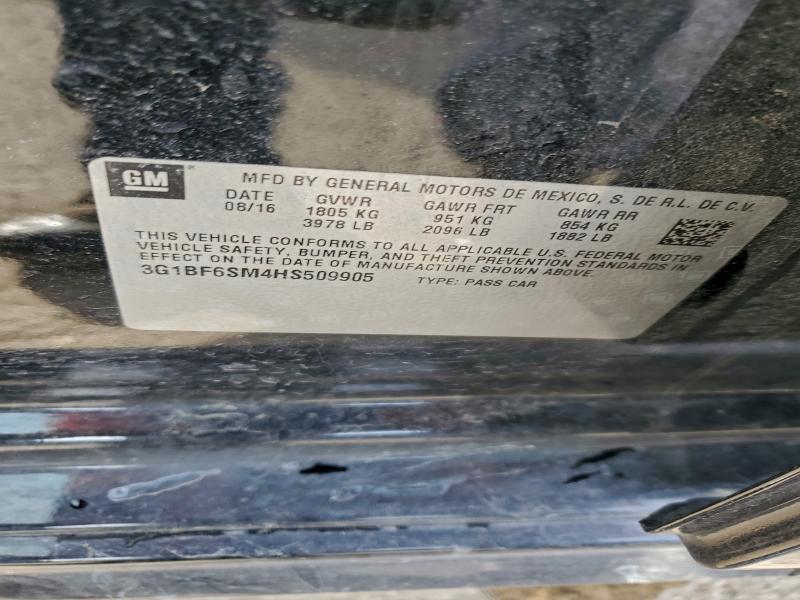 GM MFD BY GENERAL MOTORS DE MEXICO, S. DE R.L. DE C.V.
DATE GVWR GAWR FRT GAWR RR
08/16 1805 KG 951 KG 854 KG
3978 LB 2096 LB 1882 LB
THIS VEHICLE CONFORMS TO ALL APPLICABLE U.S. FEDERAL MOTOR
VEHICLE SAFETY, BUMPER, AND THEFT PREVENTION STANDARDS IN
EFFECT ON THE DATE OF MANUFACTURE SHOWN ABOVE.
3G1BF6SM4HS509905 TYPE: PASS CAR